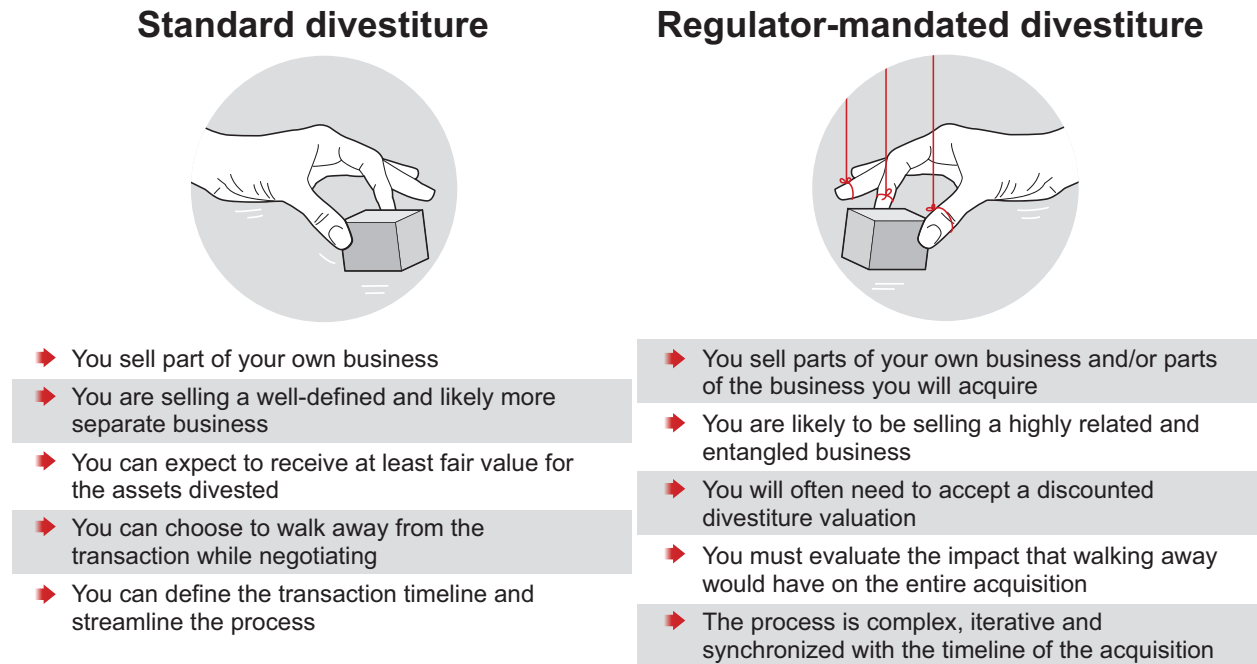 Standard divestiture
You sell part of your own business
You are selling a well-defined and likely more
separate business
You can expect to receive at least fair value for
the assets divested
You can choose to walk away from the
transaction while negotiating
You can define the transaction timeline and
streamline the process
Regulator-mandated divestiture
You sell parts of your own business and/or parts
of the business you will acquire
You are likely to be selling a highly related and
entangled business
You will often need to accept a discounted
divestiture valuation
You must evaluate the impact that walking away
would have on the entire acquisition
The process is complex, iterative and
synchronized with the timeline of the acquisition